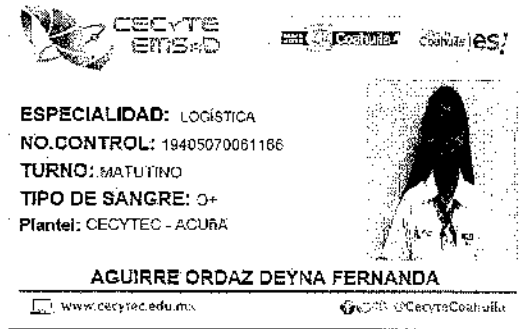 CECYTE
EMSaD
Coahuila
Coahuila es!
ESPECIALIDAD: LOGÍSTICA
NO.CONTROL: 19405070061166
TURNO: MATUTINO
TIPO DE SANGRE: O+
Plantel: CECYTEC - ACUÑA
AGUIRRE ORDAZ DEYNA FERNANDA
www.cecytec.edu.mx
@CecyteCoahuila